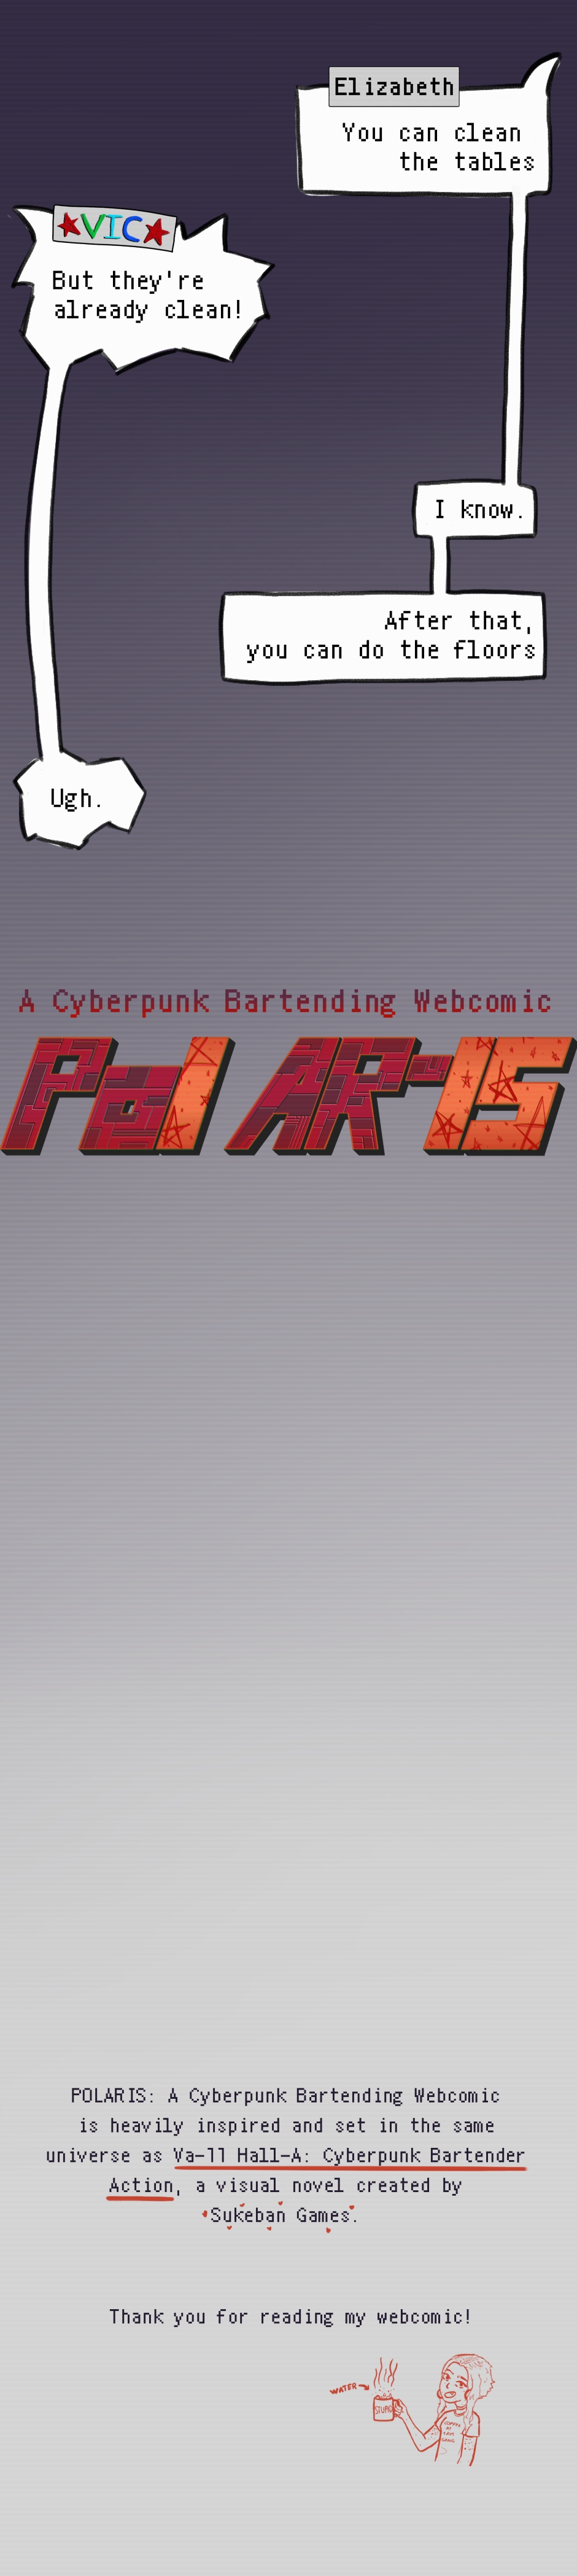 Elizabeth
You can clean
the tables
★VIC★
But they're
already clean!
I know.
After that,
you can do the floors
Ugh.
A Cyberpunk Bartending Webcomic
PolAR-IS
POLARIS: A Cyberpunk Bartending Webcomic
is heavily inspired and set in the same
universe as Va-11 Hall-A: Cyberpunk Bartender
Action, a visual novel created by
Sukeban Games.
Thank you for reading my webcomic!
WATER
STUPID